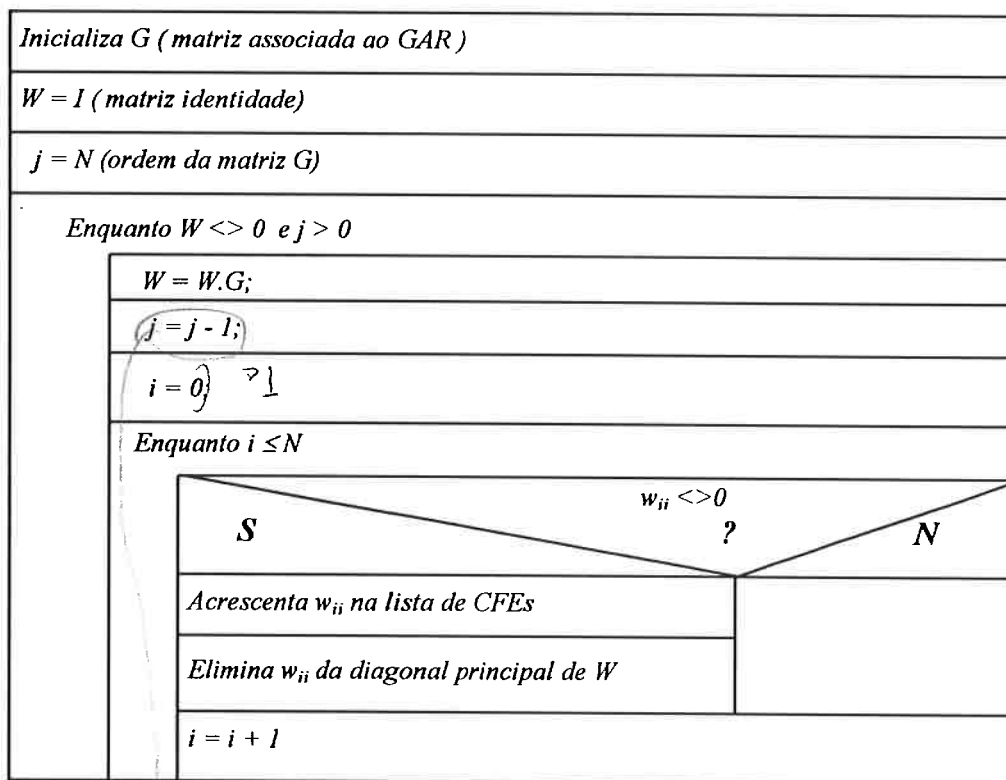 Inicializa G ( matriz associada ao GAR )
W = I ( matriz identidade)
j = N (ordem da matriz G)
Enquanto W <> 0 e j > 0
W = W.G;
j = j - 1;
i = 0; 1
Enquanto i ≤ N
w_ii <>0
S ? N
Acrescenta w_ii na lista de CFEs
Elimina w_ii da diagonal principal de W
i = i + 1